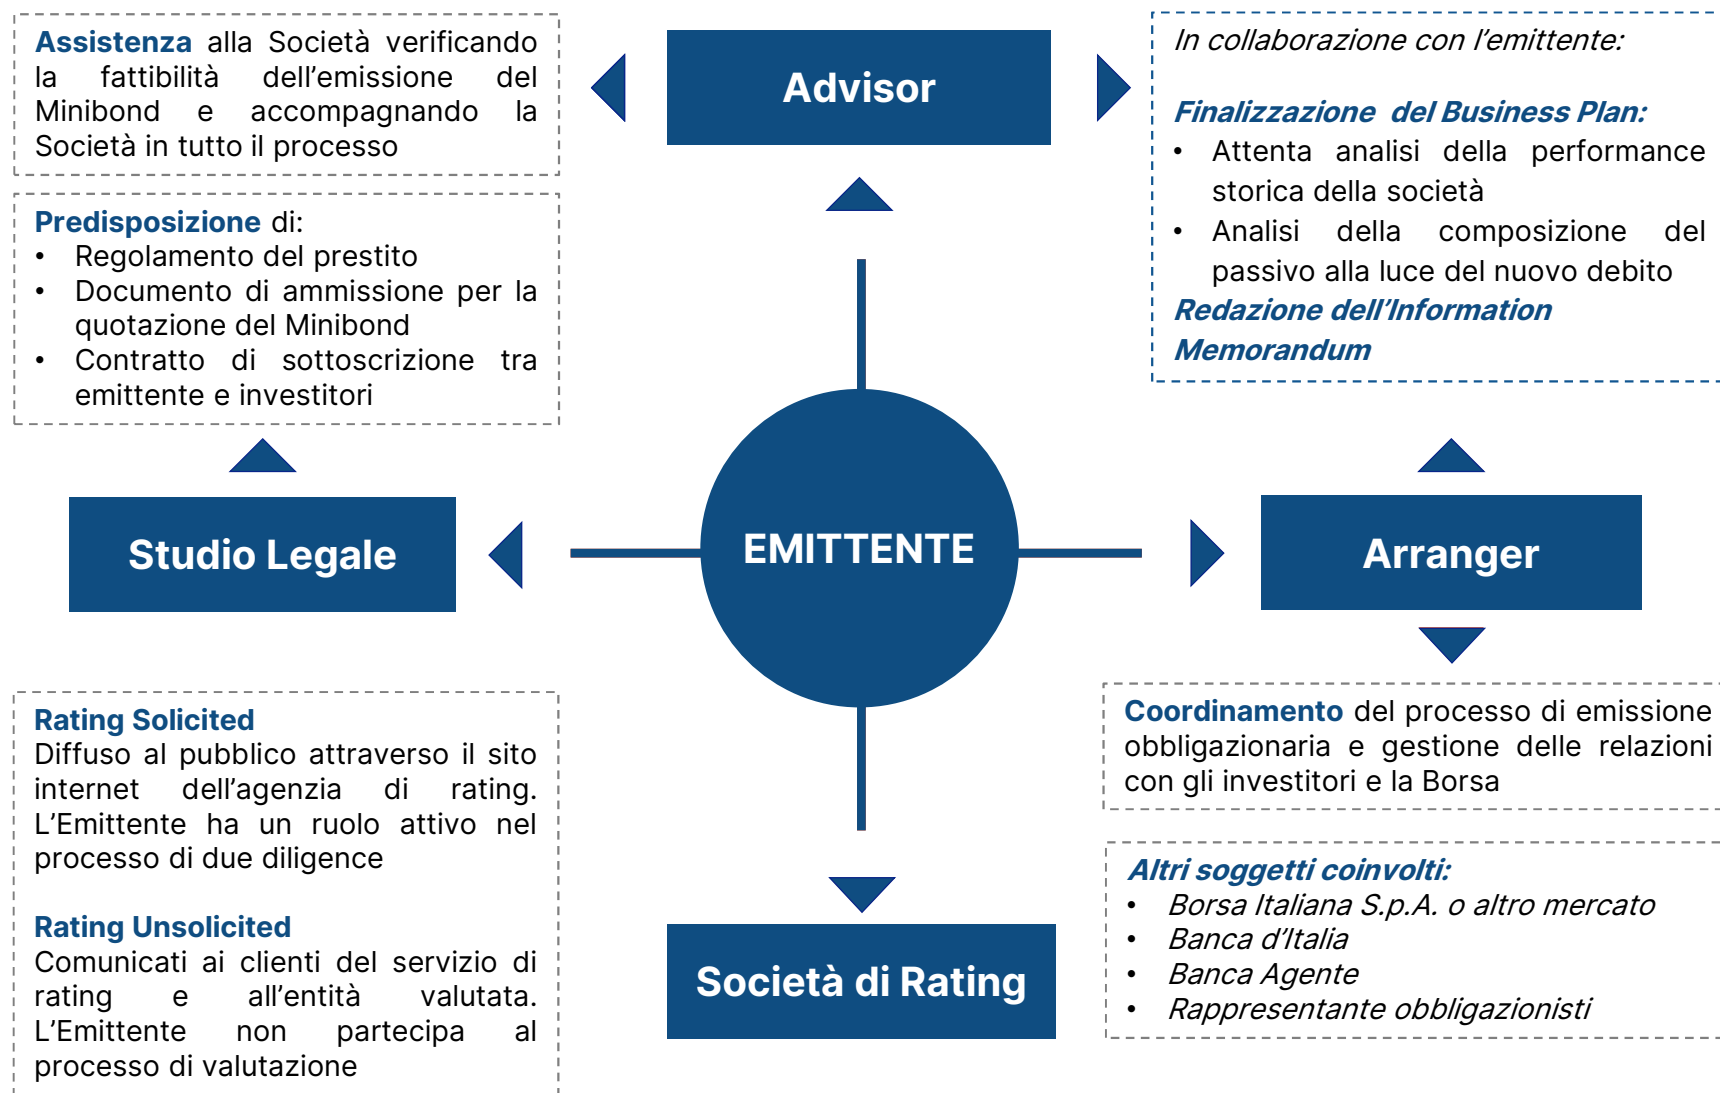 Assistenza alla Società verificando
la fattibilità dell'emissione del
Minibond e accompagnando la
Società in tutto il processo
Predisposizione di:
• Regolamento del prestito
• Documento di ammissione per la
quotazione del Minibond
• Contratto di sottoscrizione tra
emittente e investitori
Advisor
In collaborazione con l'emittente:
Finalizzazione del Business Plan:
• Attenta analisi della performance
storica della società
• Analisi della composizione del
passivo alla luce del nuovo debito
Redazione dell'Information
Memorandum
Studio Legale
EMITTENTE
Arranger
Rating Solicited
Diffuso al pubblico attraverso il sito
internet dell'agenzia di rating.
L'Emittente ha un ruolo attivo nel
processo di due diligence
Rating Unsolicited
Comunicati ai clienti del servizio di
rating e all'entità valutata.
L'Emittente non partecipa al
processo di valutazione
Società di Rating
Coordinamento del processo di emissione
obbligazionaria e gestione delle relazioni
con gli investitori e la Borsa
Altri soggetti coinvolti:
• Borsa Italiana S.p.A. o altro mercato
• Banca d'Italia
• Banca Agente
• Rappresentante obbligazionisti